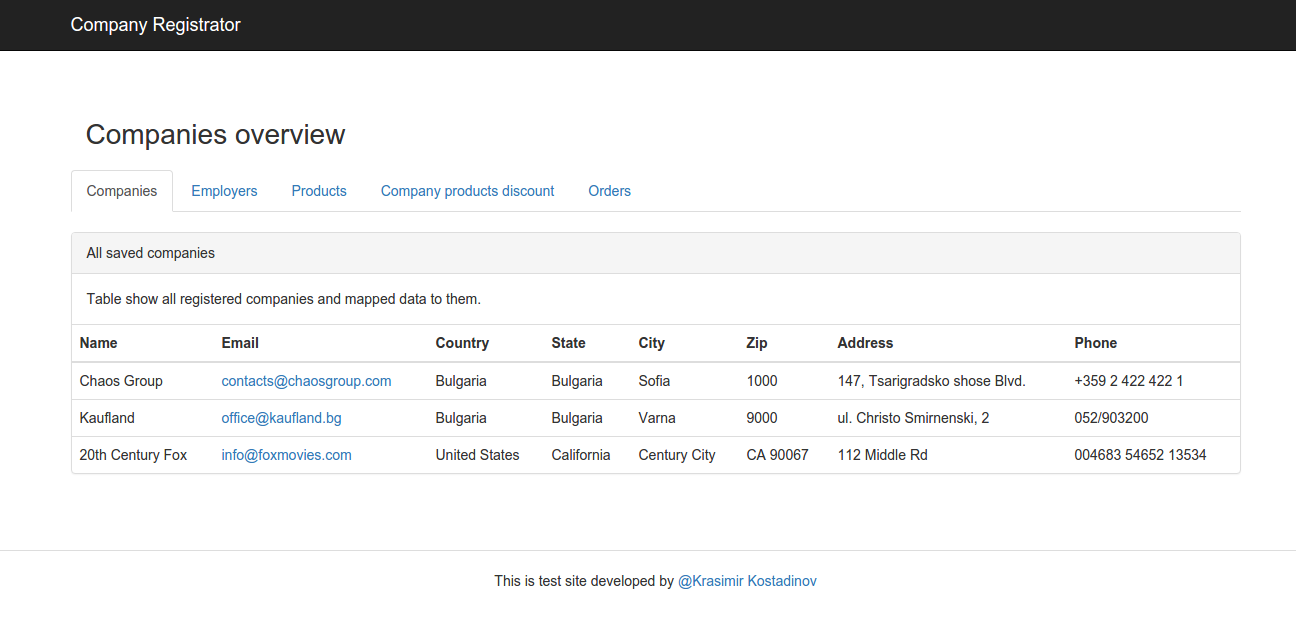 Company Registrator
Companies overview
Companies Employers Products Company products discount Orders
All saved companies
Table show all registered companies and mapped data to them.
Name Email Country State City Zip Address Phone
Chaos Group contacts@chaosgroup.com Bulgaria Bulgaria Sofia 1000 147, Tsarigradsko shose Blvd. +359 2 422 422 1
Kaufland office@kaufland.bg Bulgaria Bulgaria Varna 9000 ul. Christo Smirnenski, 2 052/903200
20th Century Fox info@foxmovies.com United States California Century City CA 90067 112 Middle Rd 004683 54652 13534
This is test site developed by @Krasimir Kostadinov